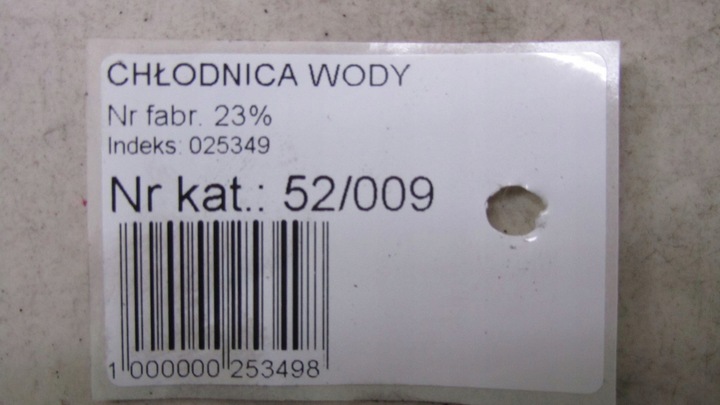 CHŁODNICA WODY
Nr fabr. 23%
Indeks: 025349
Nr kat.: 52/009
1 000000 253498